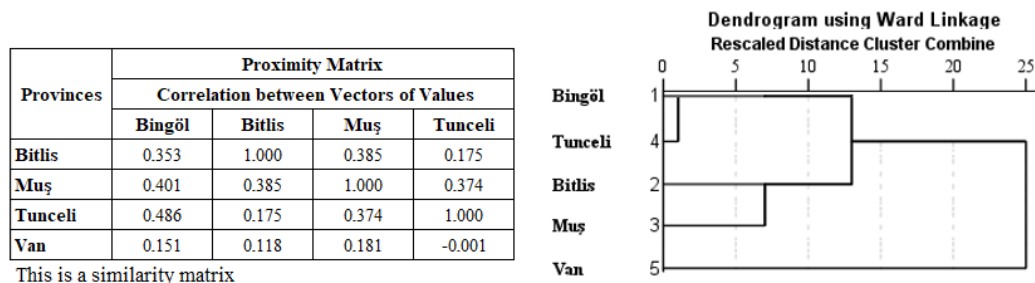 Provinces Proximity Matrix
Correlation between Vectors of Values
Bingöl Bitlis Muş Tunceli
Bitlis 0.353 1.000 0.385 0.175
Muş 0.401 0.385 1.000 0.374
Tunceli 0.486 0.175 0.374 1.000
Van 0.151 0.118 0.181 -0.001
This is a similarity matrix
Dendrogram using Ward Linkage
Rescaled Distance Cluster Combine
0 5 10 15 20 25
Bingöl 1
Tunceli 4
Bitlis 2
Muş 3
Van 5